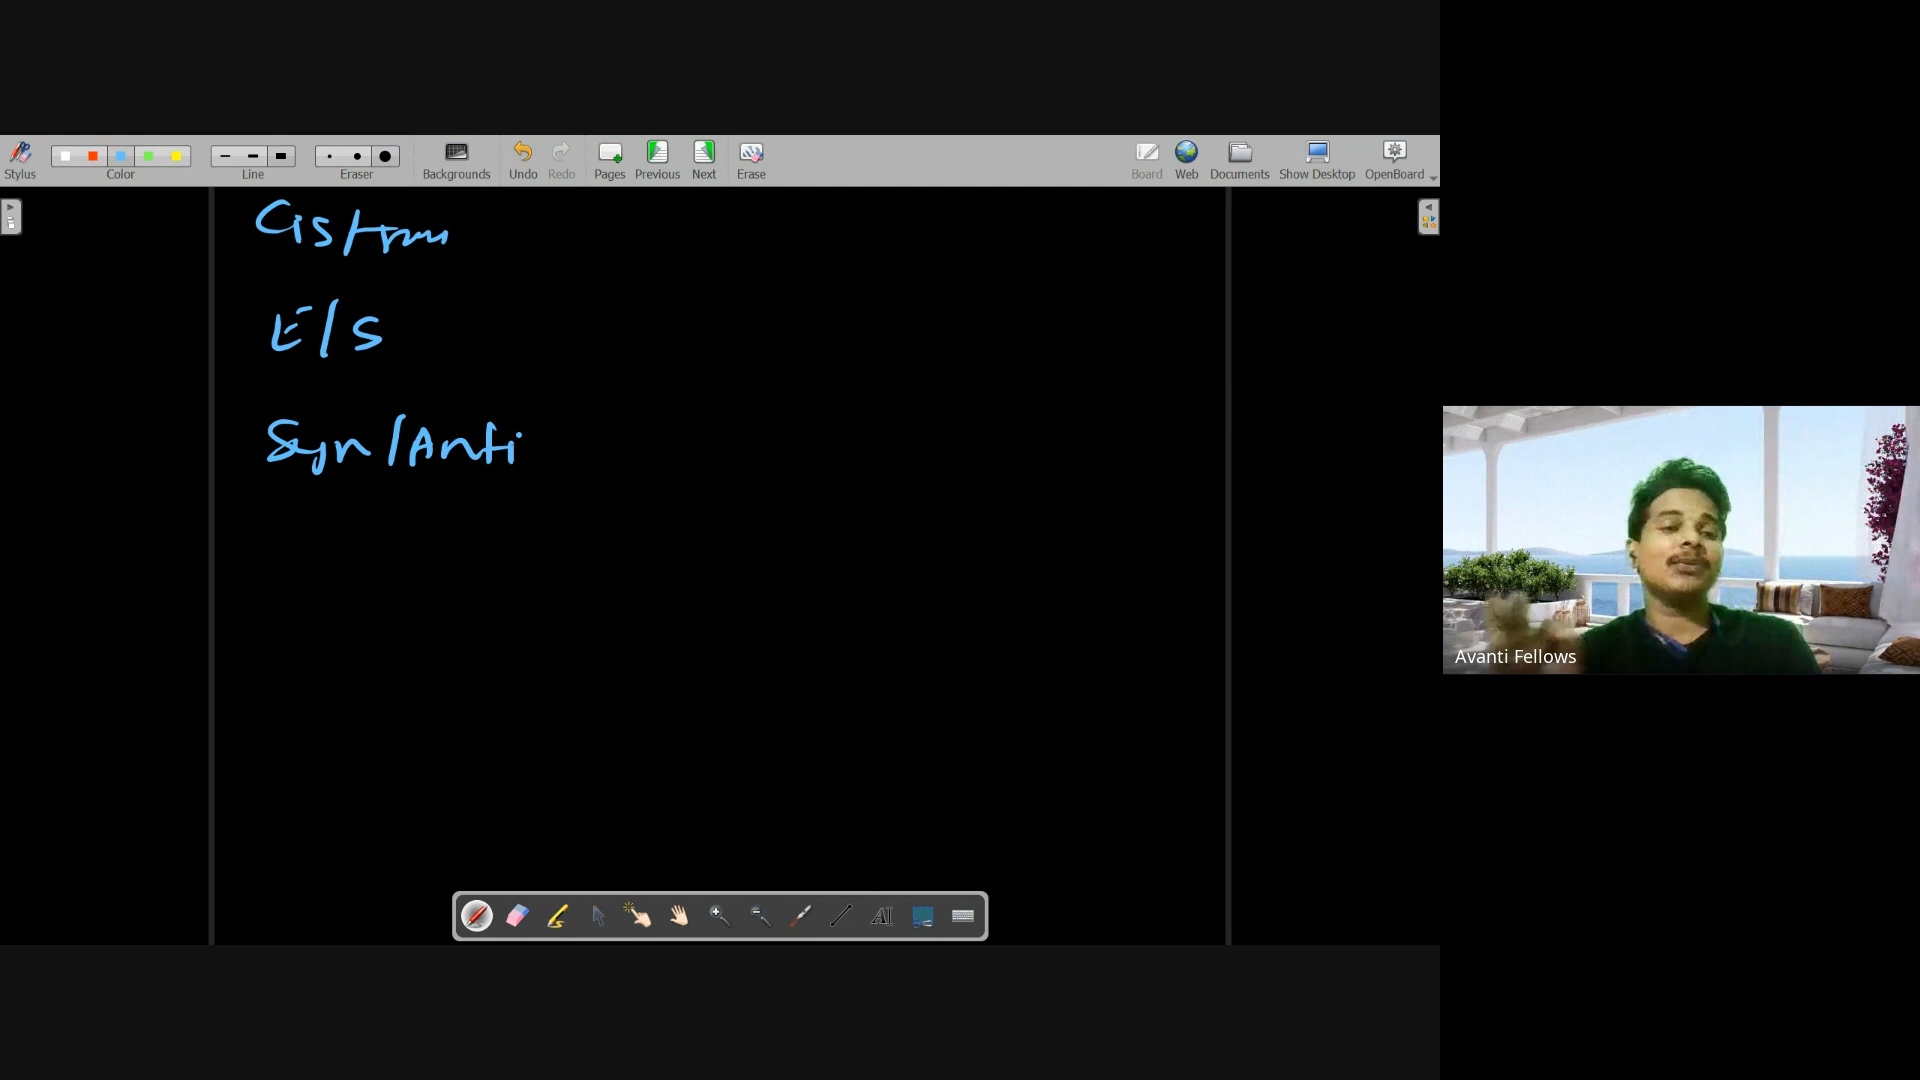 Stylus Color Line Eraser Backgrounds Undo Redo Pages Previous Next Erase Board Web Documents Show Desktop OpenBoard
Cis/trans
E/S
Syn/Anti
Avanti Fellows
AI